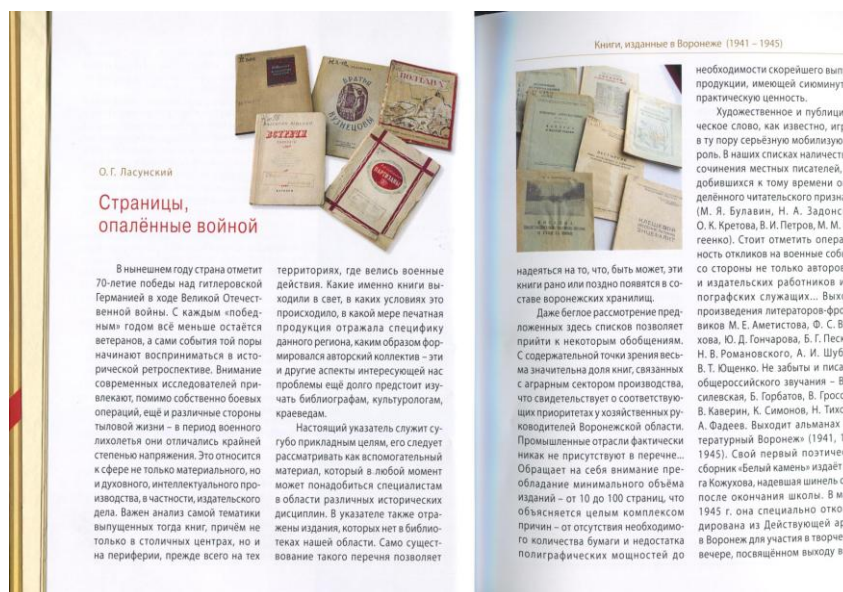 О.Г. Ласунский
Страницы,
опалённые войной
В нынешнем году страна отметит
70-летие победы над гитлеровской
Германией в ходе Великой Отечест-
венной войны. С каждым «побед-
ным» годом всё меньше остаётся
ветеранов, а сами события той поры
начинают восприниматься в исто-
рической ретроспективе. Внимание
современных исследователей при-
влекают, помимо собственно боевых
операций, ещё и различные стороны
тыловой жизни – в период военного
лихолетья они отличались крайней
степенью напряжения. Это относится
к сфере не только материального, но
и духовного, интеллектуального про-
изводства, в частности, издательского
дела. Важен анализ самой тематики
выпущенных тогда книг, причём не
только в столичных центрах, но и
на периферии, прежде всего на тех
территориях, где велись военные
действия. Какие именно книги вы-
ходили в свет, в каких условиях это
происходило, в какой мере печатная
продукция отражала специфику
данного региона, каким образом фор-
мировался авторский коллектив – эти
и другие аспекты интересующей нас
проблемы ещё долго предстоит изу-
чать библиографам, культурологам,
краеведам.
Настоящий указатель служит су-
губо прикладным целям, его следует
рассматривать как вспомогательный
материал, который в любой момент
может понадобиться специалистам
в области различных исторических
дисциплин. В указателе также отра-
жены издания, которых нет в библио-
теках нашей области. Само сущест-
вование такого перечня позволяет
БРАТЬЯ
КУЗНЕЦОВЫ
ВСТРЕЧИ
ПАРТИЗАНЫ
Книги, изданные в Воронеже (1941 – 1945)
надеяться на то, что, быть может, эти
книги рано или поздно появятся в со-
ставе воронежских хранилищ.
Даже беглое рассмотрение пред-
ложенных здесь списков позволяет
прийти к некоторым обобщениям.
С содержательной точки зрения весь-
ма значительна доля книг, связанных
с аграрным сектором производства,
что свидетельствует о соответствую-
щих приоритетах у хозяйственных ру-
ководителей Воронежской области.
Промышленные отрасли фактически
никак не присутствуют в перечне...
Обращает на себя внимание пре-
обладание минимального объёма
изданий – от 10 до 100 страниц, что
объясняется целым комплексом
причин – от отсутствия необходимо-
го количества бумаги и недостатка
полиграфических мощностей до
необходимости скорейшего вып
продукции, имеющей сиюминут
практическую ценность.
Художественное и публици
ческое слово, как известно, игр
в ту пору серьёзную мобилизую
роль. В наших списках наличеств
сочинения местных писателей,
добившихся к тому времени о
делённого читательского призна
(М. Я. Булавин, Н. А. Задонс
О. К. Кретова, В. И. Петров, М. М.
геенко). Стоит отметить опера
ность откликов на военные собы
со стороны не только авторов
и издательских работников и
пографских служащих... Выхо
произведения литераторов-фро
виков М. Е. Аметистова, Ф. С. В
хова, Ю. Д. Гончарова, Б. Г. Песк
Н. В. Романовского, А. И. Шуб
В. Т. Ющенко. Не забыты и писа
общероссийского звучания – В
силевская, Б. Горбатов, В. Гросс
В. Каверин, К. Симонов, Н. Тихо
А. Фадеев. Выходит альманах
тературный Воронеж» (1941, 1
1945). Свой первый поэтичес
сборник «Белый камень» издаёт
га Кожухова, надевшая шинель с
после окончания школы. В м
1945 г. она специально отко
дирована из Действующей ар
в Воронеж для участия в творче
вечере, посвящённом выходу в